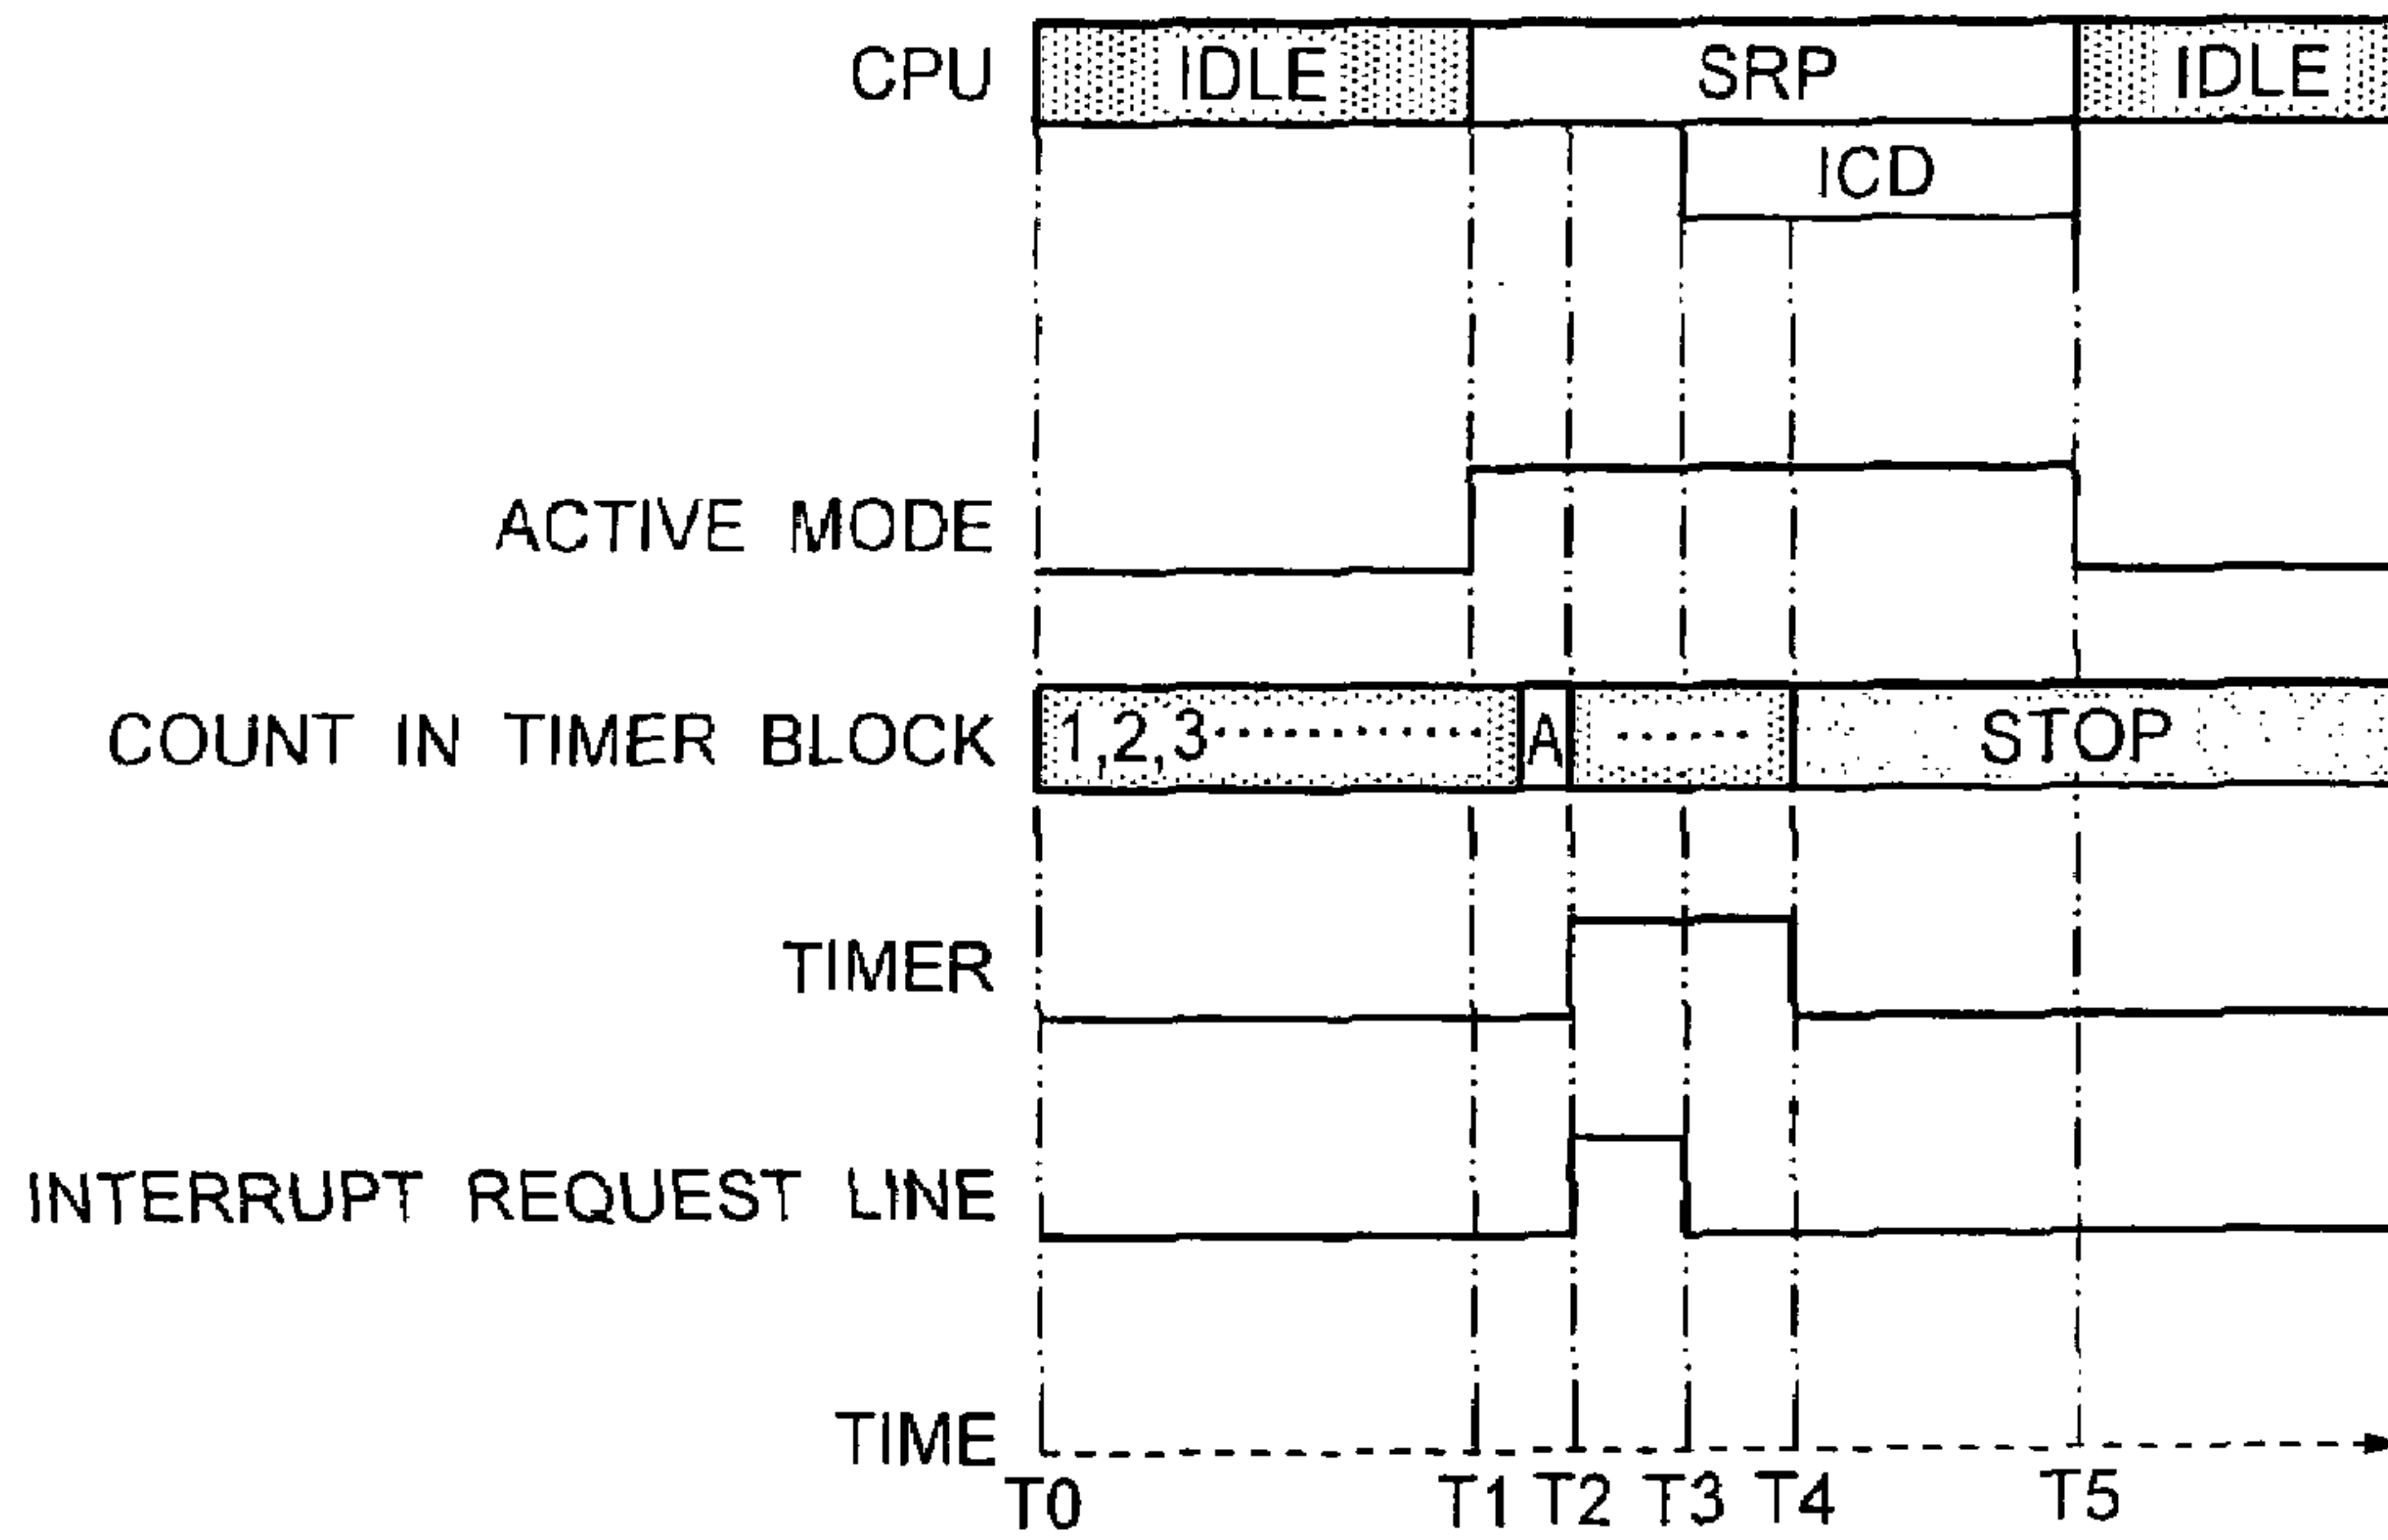 CPU IDLE SRP IDLE
ICD
ACTIVE MODE
COUNT IN TIMER BLOCK 1,2,3············ A ······ STOP
TIMER
INTERRUPT REQUEST LINE
TIME
T0 T1 T2 T3 T4 T5